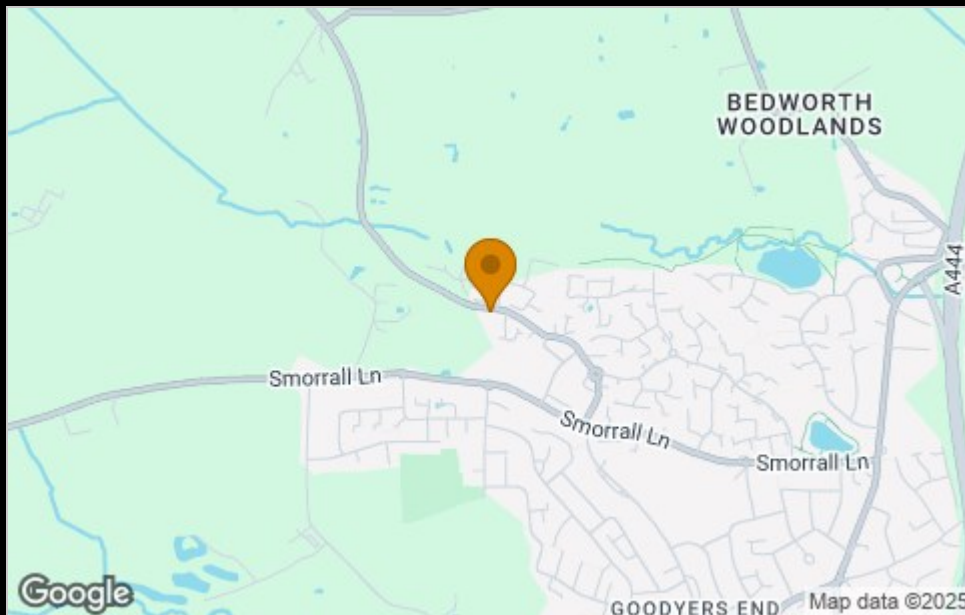 BEDWORTH
WOODLANDS
A444
Smorrall Ln
Smorrall Ln
Smorrall Ln
GOODYERS END
Google
Map data ©2025